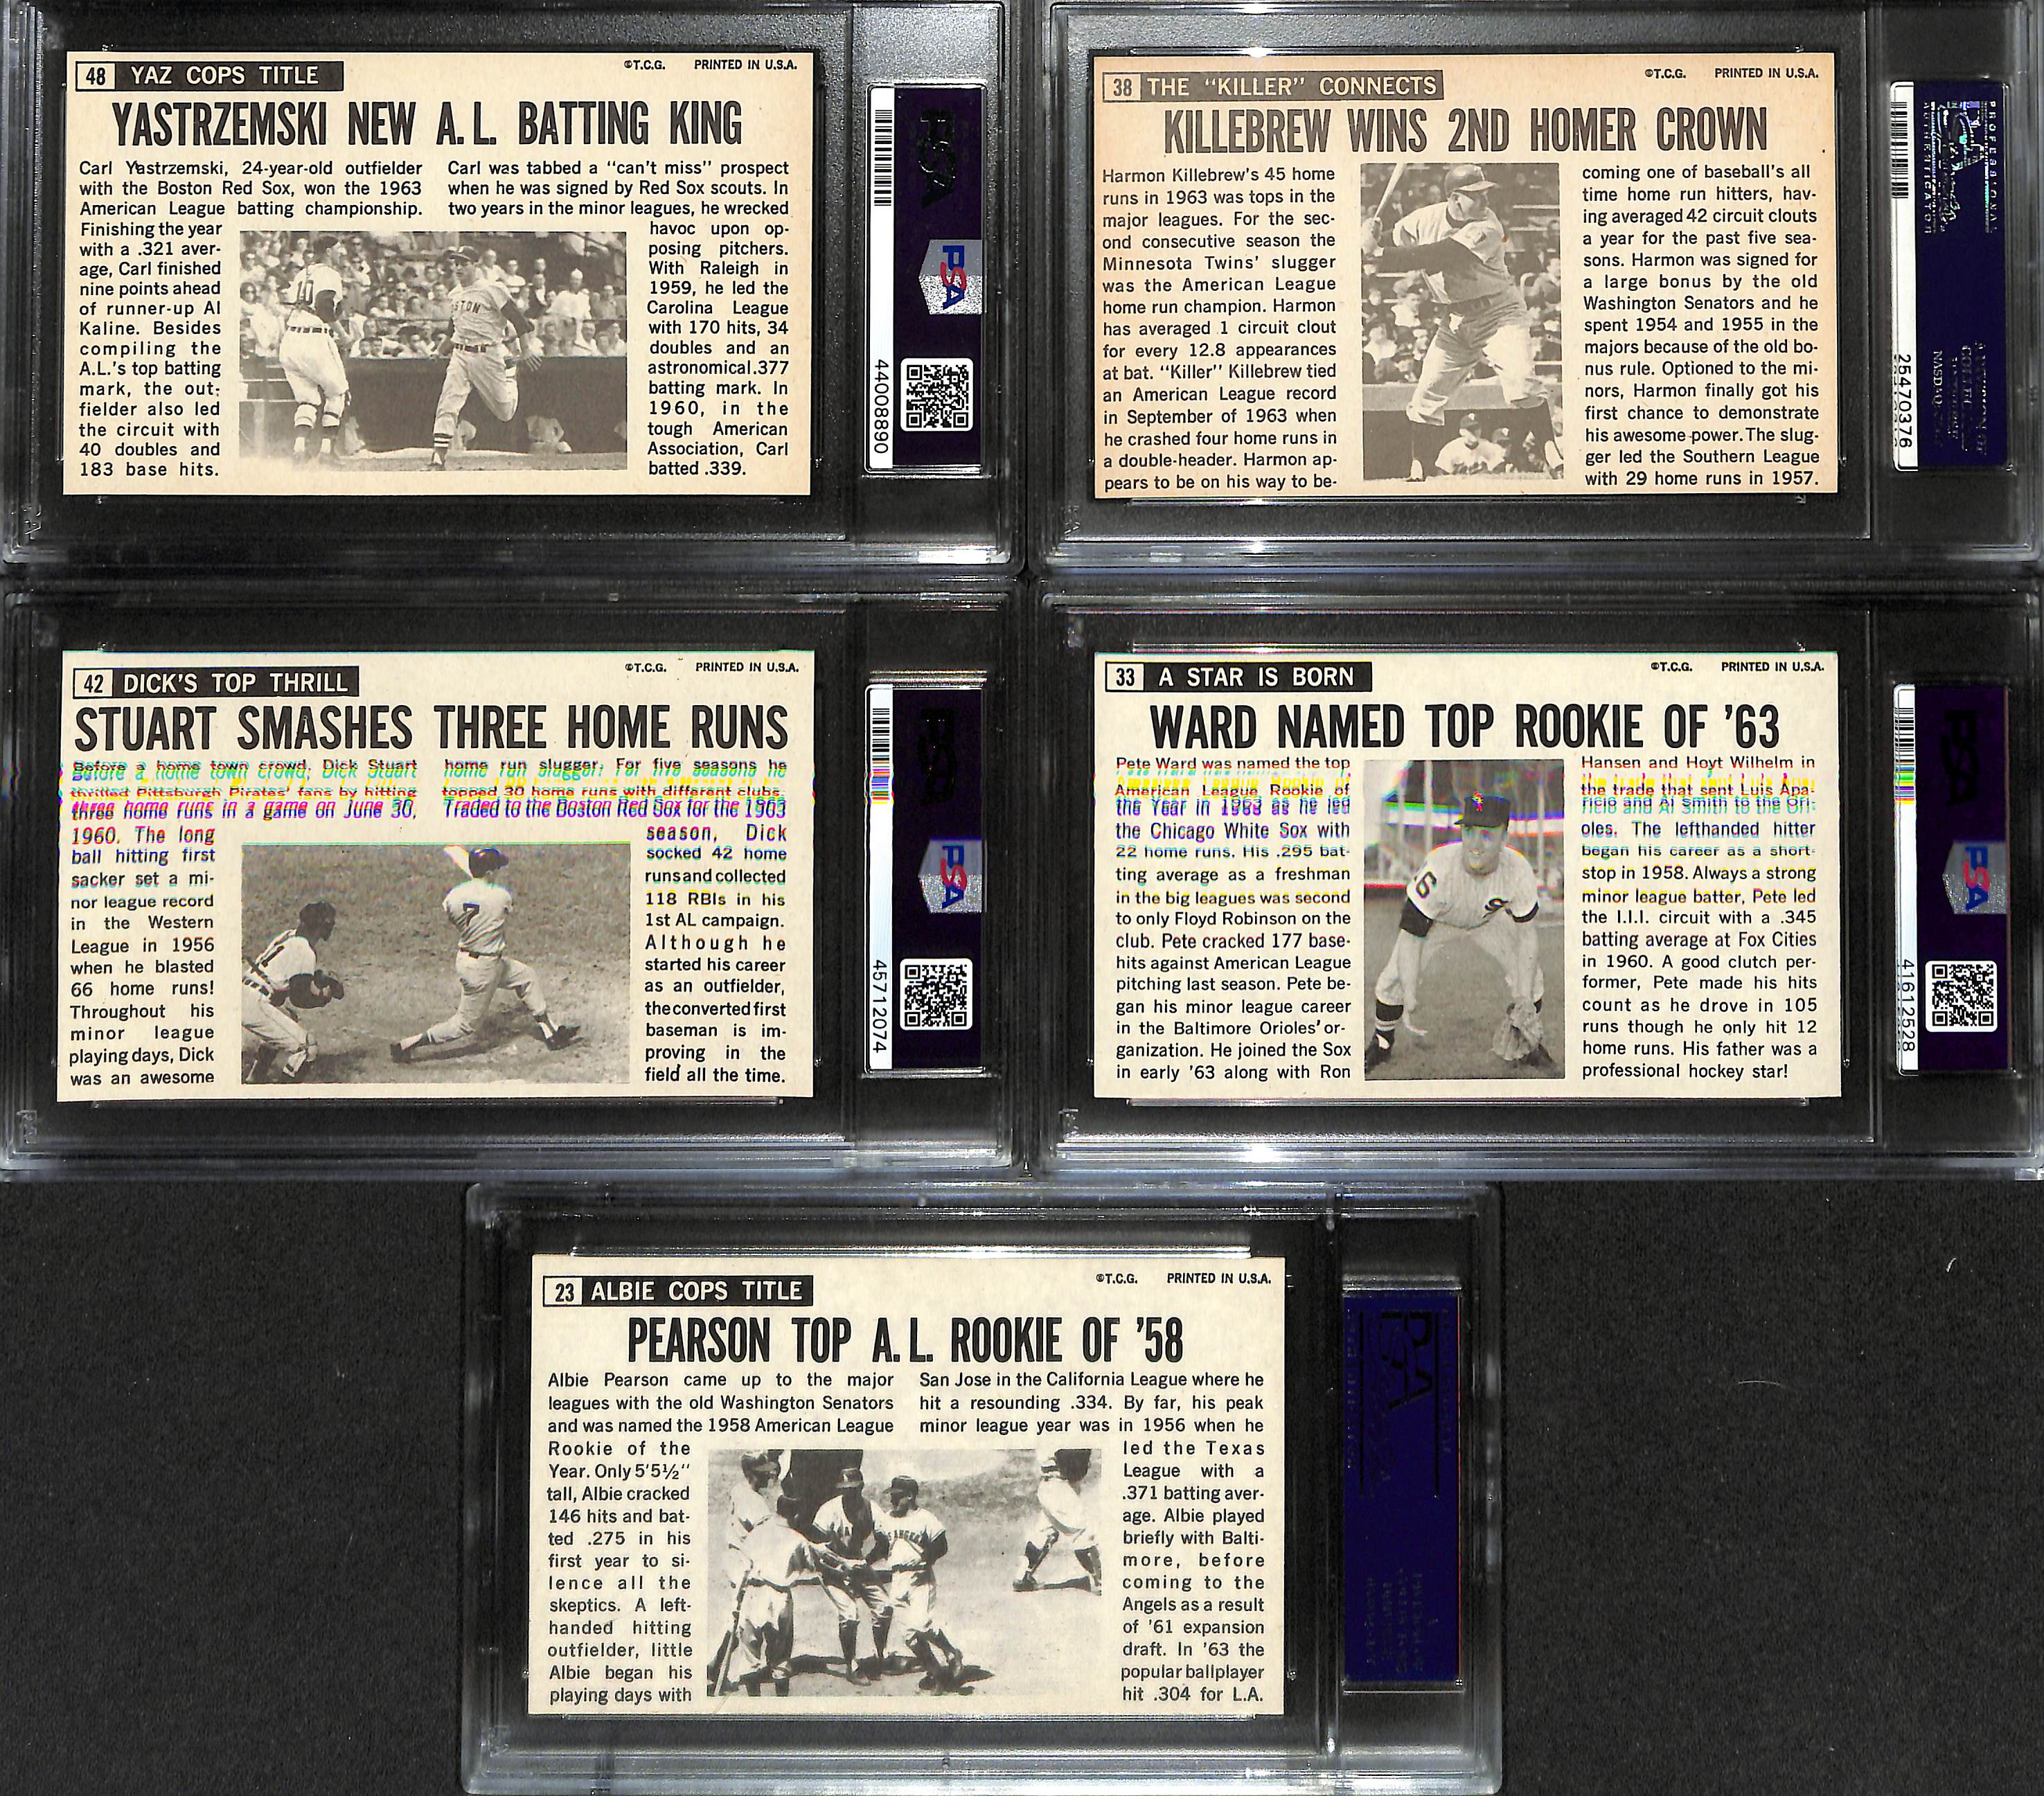 48 YAZ COPS TITLE
©T.C.G. PRINTED IN U.S.A.
YASTRZEMSKI NEW A.L. BATTING KING
Carl Yastrzemski, 24-year-old outfielder
with the Boston Red Sox, won the 1963
American League batting championship.
Finishing the year
with a .321 aver-
age, Carl finished
nine points ahead
of runner-up Al
Kaline. Besides
compiling the
A.L.'s top batting
mark, the out-
fielder also led
the circuit with
40 doubles and
183 base hits.
Carl was tabbed a "can't miss" prospect
when he was signed by Red Sox scouts. In
two years in the minor leagues, he wrecked
havoc upon op-
posing pitchers.
With Raleigh in
1959, he led the
Carolina League
with 170 hits, 34
doubles and an
astronomical .377
batting mark. In
1960, in the
tough American
Association, Carl
batted .339.
PSA
44008890
38 THE "KILLER" CONNECTS
©T.C.G. PRINTED IN U.S.A.
KILLEBREW WINS 2ND HOMER CROWN
Harmon Killebrew's 45 home
runs in 1963 was tops in the
major leagues. For the sec-
ond consecutive season the
Minnesota Twins' slugger
was the American League
home run champion. Harmon
has averaged 1 circuit clout
for every 12.8 appearances
at bat. "Killer" Killebrew tied
an American League record
in September of 1963 when
he crashed four home runs in
a double-header. Harmon ap-
pears to be on his way to be-
coming one of baseball's all
time home run hitters, hav-
ing averaged 42 circuit clouts
a year for the past five sea-
sons. Harmon was signed for
a large bonus by the old
Washington Senators and he
spent 1954 and 1955 in the
majors because of the old bo-
nus rule. Optioned to the mi-
nors, Harmon finally got his
first chance to demonstrate
his awesome power. The slug-
ger led the Southern League
with 29 home runs in 1957.
25470376
42 DICK'S TOP THRILL
©T.C.G. PRINTED IN U.S.A.
STUART SMASHES THREE HOME RUNS
Before a home town crowd, Dick Stuart
thrilled Pittsburgh Pirates' fans by hitting
three home runs in a game on June 30,
1960. The long
ball hitting first
sacker set a mi-
nor league record
in the Western
League in 1956
when he blasted
66 home runs!
Throughout his
minor league
playing days, Dick
was an awesome
home run slugger. For five seasons he
topped 30 home runs with different clubs.
Traded to the Boston Red Sox for the 1963
season, Dick
socked 42 home
runs and collected
118 RBIs in his
1st AL campaign.
Although he
started his career
as an outfielder,
the converted first
baseman is im-
proving in the
field all the time.
PSA
45712074
33 A STAR IS BORN
©T.C.G. PRINTED IN U.S.A.
WARD NAMED TOP ROOKIE OF '63
Pete Ward was named the top
American League Rookie of
the Year in 1963 as he led
the Chicago White Sox with
22 home runs. His .295 bat-
ting average as a freshman
in the big leagues was second
to only Floyd Robinson on the
club. Pete cracked 177 base-
hits against American League
pitching last season. Pete be-
gan his minor league career
in the Baltimore Orioles' or-
ganization. He joined the Sox
in early '63 along with Ron
Hansen and Hoyt Wilhelm in
the trade that sent Luis Apa-
ricio and Al Smith to the Ori-
oles. The lefthanded hitter
began his career as a short-
stop in 1958. Always a strong
minor league batter, Pete led
the I.I.I. circuit with a .345
batting average at Fox Cities
in 1960. A good clutch per-
former, Pete made his hits
count as he drove in 105
runs though he only hit 12
home runs. His father was a
professional hockey star!
PSA
41612528
23 ALBIE COPS TITLE
©T.C.G. PRINTED IN U.S.A.
PEARSON TOP A.L. ROOKIE OF '58
Albie Pearson came up to the major
leagues with the old Washington Senators
and was named the 1958 American League
Rookie of the
Year. Only 5'5½"
tall, Albie cracked
146 hits and bat-
ted .275 in his
first year to si-
lence all the
skeptics. A left-
handed hitting
outfielder, little
Albie began his
playing days with
San Jose in the California League where he
hit a resounding .334. By far, his peak
minor league year was in 1956 when he
led the Texas
League with a
.371 batting aver-
age. Albie played
briefly with Balti-
more, before
coming to the
Angels as a result
of '61 expansion
draft. In '63 the
popular ballplayer
hit .304 for L.A.